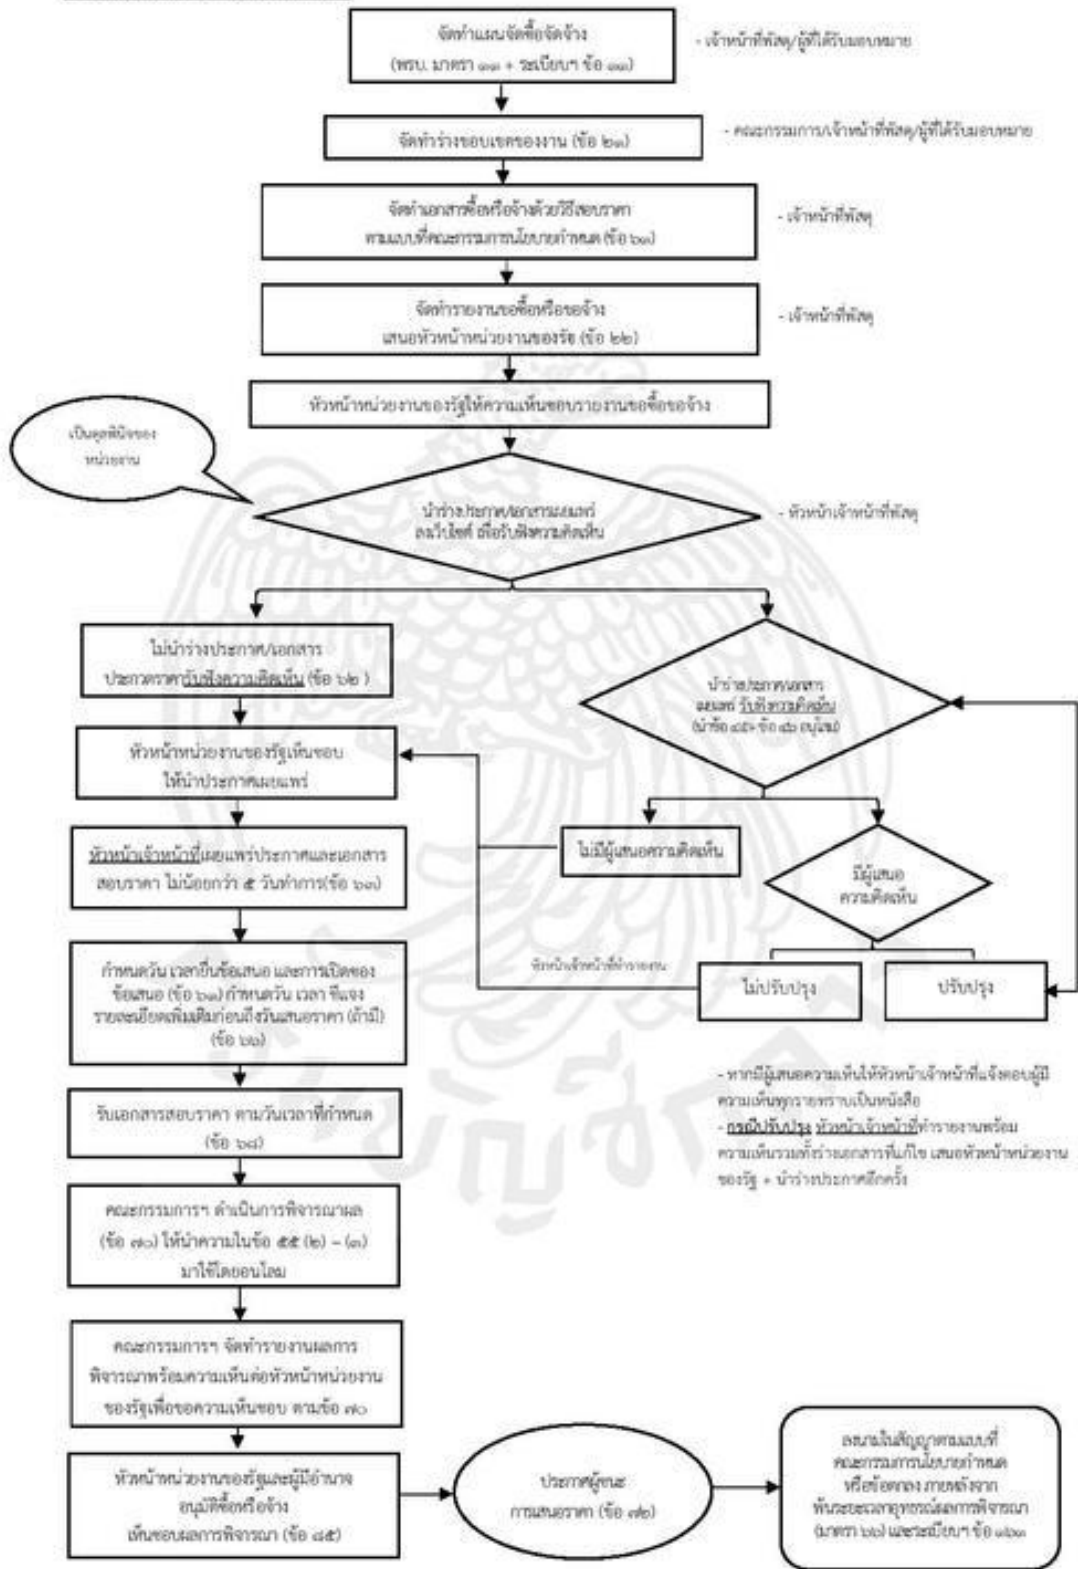 จัดทำแผนจัดซื้อจัดจ้าง
(พรบ. มาตรา ๑๑ + ระเบียบฯ ข้อ ๑๑)
- เจ้าหน้าที่พัสดุ/ผู้ที่ได้รับมอบหมาย
จัดทำร่างขอบเขตของงาน (ข้อ ๒๑)
- คณะกรรมการ/เจ้าหน้าที่พัสดุ/ผู้ที่ได้รับมอบหมาย
จัดทำเอกสารซื้อหรือจ้างด้วยวิธีสอบราคา
ตามแบบที่คณะกรรมการนโยบายกำหนด (ข้อ ๖๑)
- เจ้าหน้าที่พัสดุ
จัดทำรายงานขอซื้อหรือขอจ้าง
เสนอหัวหน้าหน่วยงานของรัฐ (ข้อ ๒๒)
- เจ้าหน้าที่พัสดุ
หัวหน้าหน่วยงานของรัฐให้ความเห็นชอบรายงานขอซื้อขอจ้าง
เป็นดุลพินิจของ
หน่วยงาน
นำร่างประกาศ/เอกสารเผยแพร่
ลงเว็บไซต์ เพื่อรับฟังความคิดเห็น
- หัวหน้าเจ้าหน้าที่พัสดุ
ไม่นำร่างประกาศ/เอกสาร
ประกวดราคารับฟังความคิดเห็น (ข้อ ๖๒ )
นำร่างประกาศ/เอกสาร
เผยแพร่ รับฟังความคิดเห็น
(นำข้อ ๔๕+ ข้อ ๔๖ อนุโลม)
หัวหน้าหน่วยงานของรัฐเห็นชอบ
ให้นำประกาศเผยแพร่
ไม่มีผู้เสนอความคิดเห็น
มีผู้เสนอ
ความคิดเห็น
หัวหน้าเจ้าหน้าที่เผยแพร่ประกาศและเอกสาร
สอบราคา ไม่น้อยกว่า ๕ วันทำการ(ข้อ ๖๓)
หัวหน้าเจ้าหน้าที่ทำรายงาน
ไม่ปรับปรุง
ปรับปรุง
กำหนดวัน เวลายื่นข้อเสนอ และการเปิดซอง
ข้อเสนอ (ข้อ ๖๑) กำหนดวัน เวลา ชี้แจง
รายละเอียดเพิ่มเติมก่อนถึงวันเสนอราคา (ถ้ามี)
(ข้อ ๖๖)
- หากมีผู้เสนอความเห็นให้หัวหน้าเจ้าหน้าที่แจ้งตอบผู้มี
ความเห็นทุกรายทราบเป็นหนังสือ
- กรณีปรับปรุง หัวหน้าเจ้าหน้าที่ทำรายงานพร้อม
ความเห็นรวมทั้งร่างเอกสารที่แก้ไข เสนอหัวหน้าหน่วยงาน
ของรัฐ + นำร่างประกาศอีกครั้ง
รับเอกสารสอบราคา ตามวันเวลาที่กำหนด
(ข้อ ๖๘)
คณะกรรมการฯ ดำเนินการพิจารณาผล
(ข้อ ๗๐) ให้นำความในข้อ ๕๕ (๒) – (๓)
มาใช้โดยอนุโลม
คณะกรรมการฯ จัดทำรายงานผลการ
พิจารณาพร้อมความเห็นต่อหัวหน้าหน่วยงาน
ของรัฐเพื่อขอความเห็นชอบ ตามข้อ ๗๐
หัวหน้าหน่วยงานของรัฐและผู้มีอำนาจ
อนุมัติซื้อหรือจ้าง
เห็นชอบผลการพิจารณา (ข้อ ๘๕)
ประกาศผู้ชนะ
การเสนอราคา (ข้อ ๗๒)
ลงนามในสัญญาตามแบบที่
คณะกรรมการนโยบายกำหนด
หรือข้อตกลง ภายหลังจาก
พ้นระยะเวลาอุทธรณ์ผลการพิจารณา
(มาตรา ๖๖) และระเบียบฯ ข้อ ๑๖๑